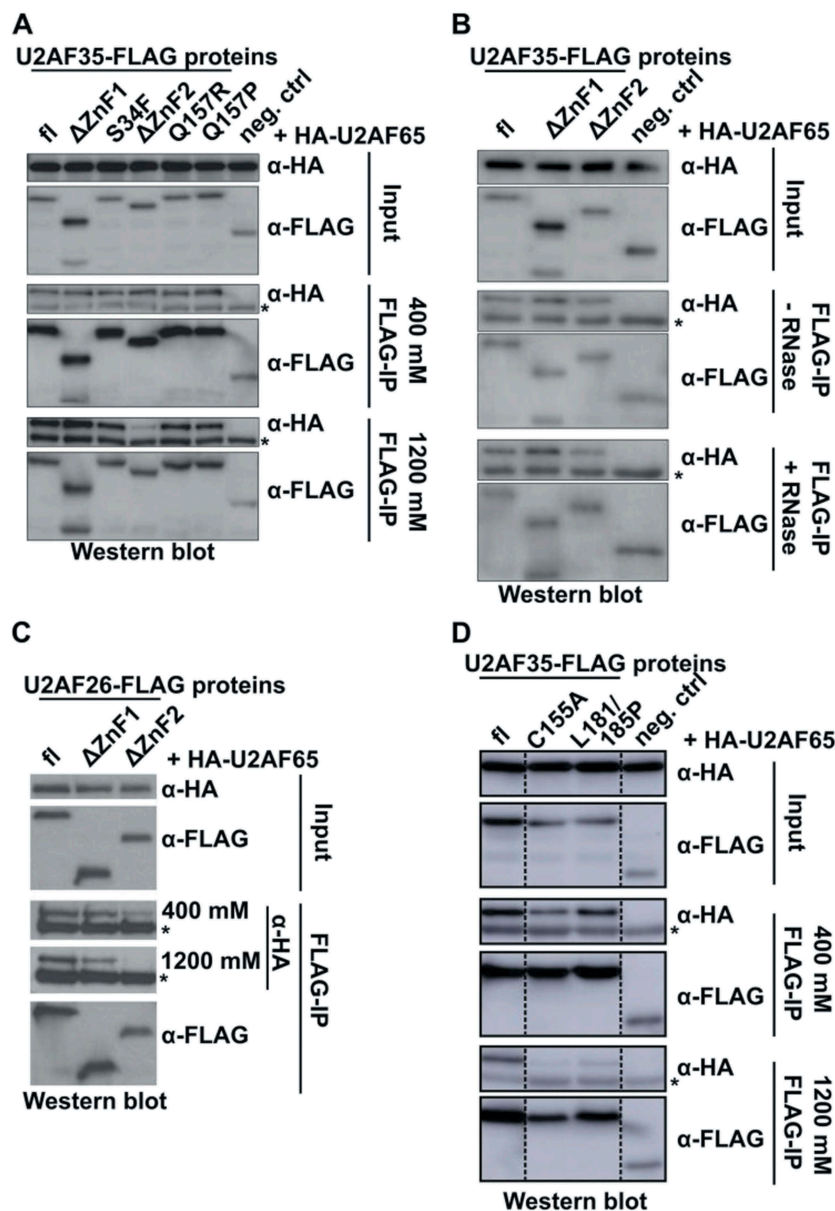 A
U2AF35-FLAG proteins
fl ΔZnF1 S34F ΔZnF2 Q157R Q157P neg. ctrl + HA-U2AF65
α-HA
α-FLAG
Input
α-HA
*
α-FLAG
400 mM
FLAG-IP
α-HA
*
α-FLAG
1200 mM
FLAG-IP
Western blot
B
U2AF35-FLAG proteins
fl ΔZnF1 ΔZnF2 neg. ctrl + HA-U2AF65
α-HA
α-FLAG
Input
α-HA
*
α-FLAG
FLAG-IP
- RNase
α-HA
*
α-FLAG
FLAG-IP
+ RNase
Western blot
C
U2AF26-FLAG proteins
fl ΔZnF1 ΔZnF2 + HA-U2AF65
α-HA
α-FLAG
Input
400 mM
*
1200 mM
*
α-HA
α-FLAG
FLAG-IP
Western blot
D
U2AF35-FLAG proteins
fl C155A L181/
185P neg. ctrl + HA-U2AF65
α-HA
α-FLAG
Input
α-HA
*
α-FLAG
400 mM
FLAG-IP
α-HA
*
α-FLAG
1200 mM
FLAG-IP
Western blot